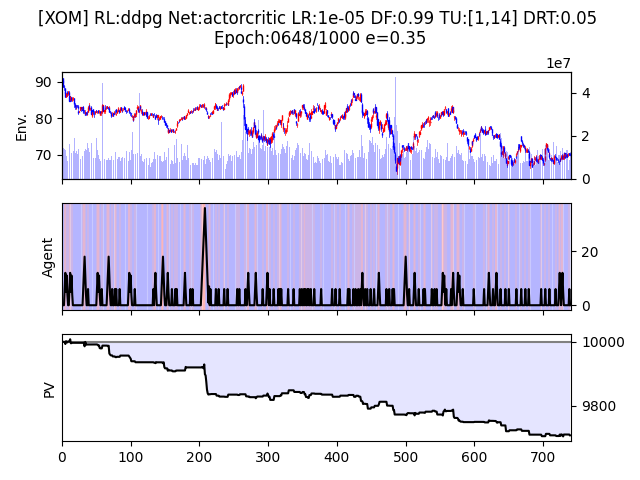 [XOM] RL:ddpg Net:actorcritic LR:1e-05 DF:0.99 TU:[1,14] DRT:0.05
Epoch:0648/1000 e=0.35
1e7
Env.
90
80
70
4
2
0
Agent
20
0
PV
10000
9800
0 100 200 300 400 500 600 700